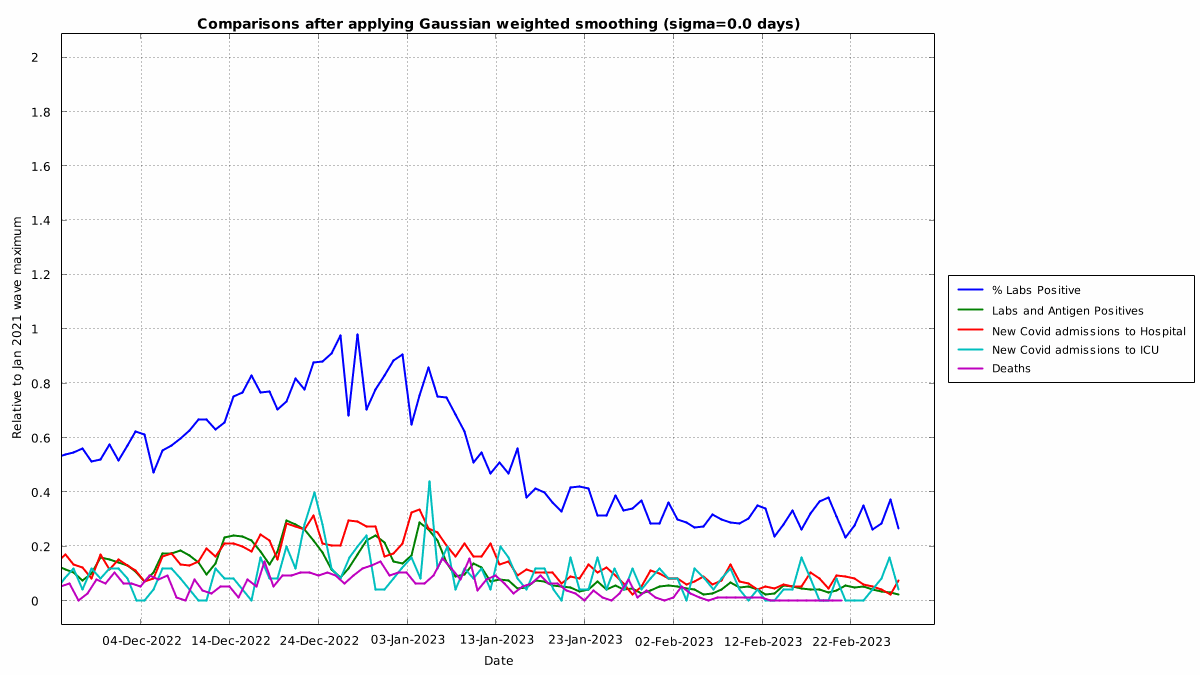 Comparisons after applying Gaussian weighted smoothing (sigma=0.0 days)
Relative to Jan 2021 wave maximum
2
1.8
1.6
1.4
1.2
1
0.8
0.6
0.4
0.2
0
04-Dec-2022 14-Dec-2022 24-Dec-2022 03-Jan-2023 13-Jan-2023 23-Jan-2023 02-Feb-2023 12-Feb-2023 22-Feb-2023
Date
% Labs Positive
Labs and Antigen Positives
New Covid admissions to Hospital
New Covid admissions to ICU
Deaths